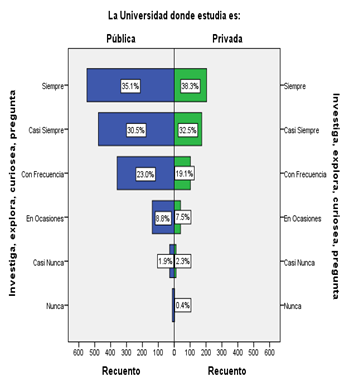 La Universidad donde estudia es:
Pública Privada
Investiga, explora, curiosea, pregunta
Siempre 35.1% 38.3% Siempre
Casi Siempre 30.5% 32.5% Casi Siempre
Con Frecuencia 23.0% 19.1% Con Frecuencia
En Ocasiones 8.8% 7.5% En Ocasiones
Casi Nunca 1.9% 2.3% Casi Nunca
Nunca 0.4% Nunca
Investiga, explora, curiosea, pregunta
600 500 400 300 200 100 0 100 200 300 400 500 600
Recuento Recuento